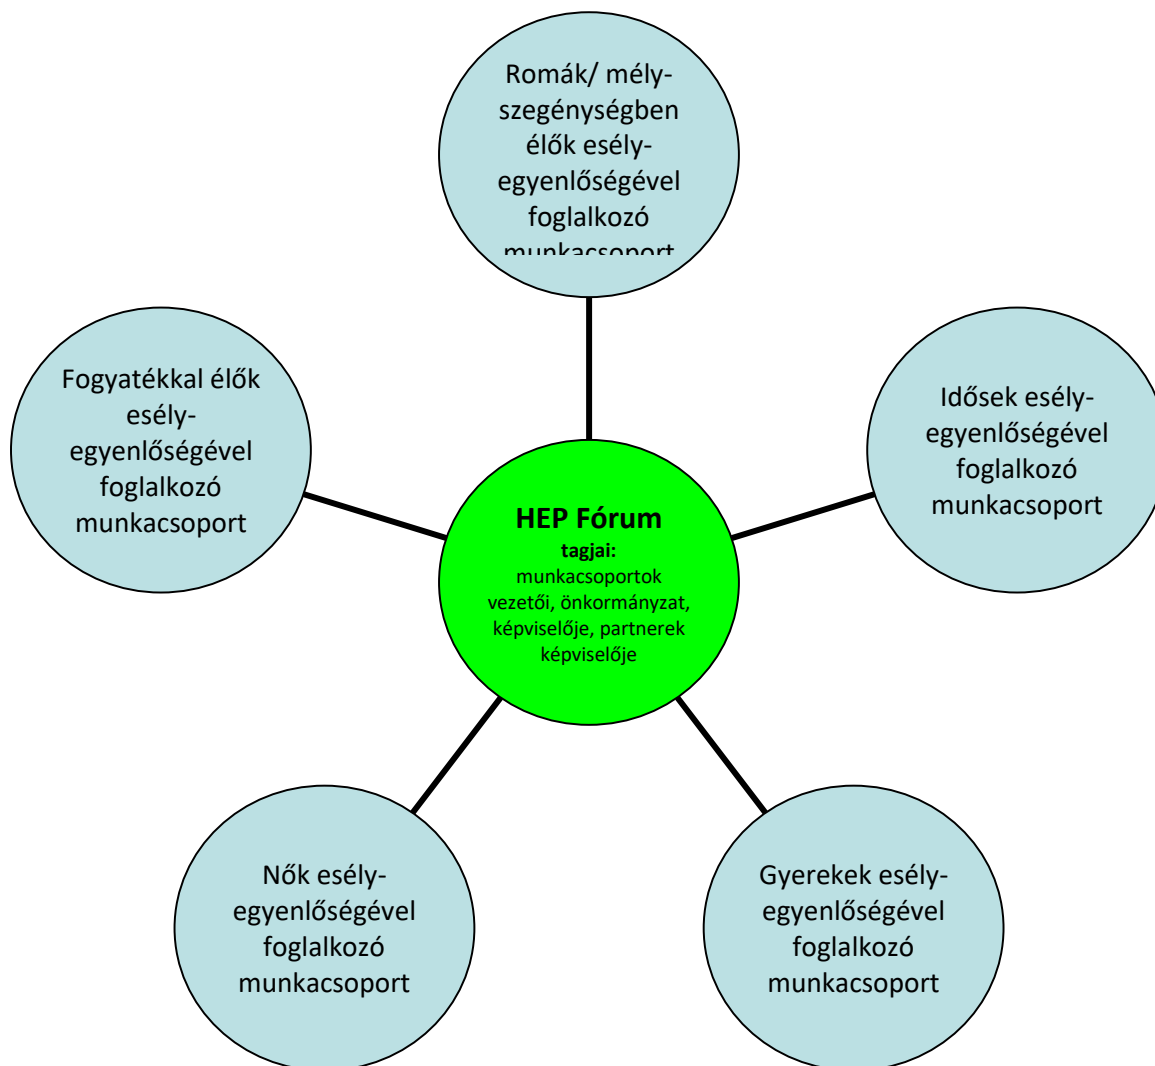 Romák/ mély-
szegénységben
élők esély-
egyenlőségével
foglalkozó
munkacsoport
Fogyatékkal élők
esély-
egyenlőségével
foglalkozó
munkacsoport
Idősek esély-
egyenlőségével
foglalkozó
munkacsoport
HEP Fórum
tagjai:
munkacsoportok
vezetői, önkormányzat,
képviselője, partnerek
képviselője
Nők esély-
egyenlőségével
foglalkozó
munkacsoport
Gyerekek esély-
egyenlőségével
foglalkozó
munkacsoport